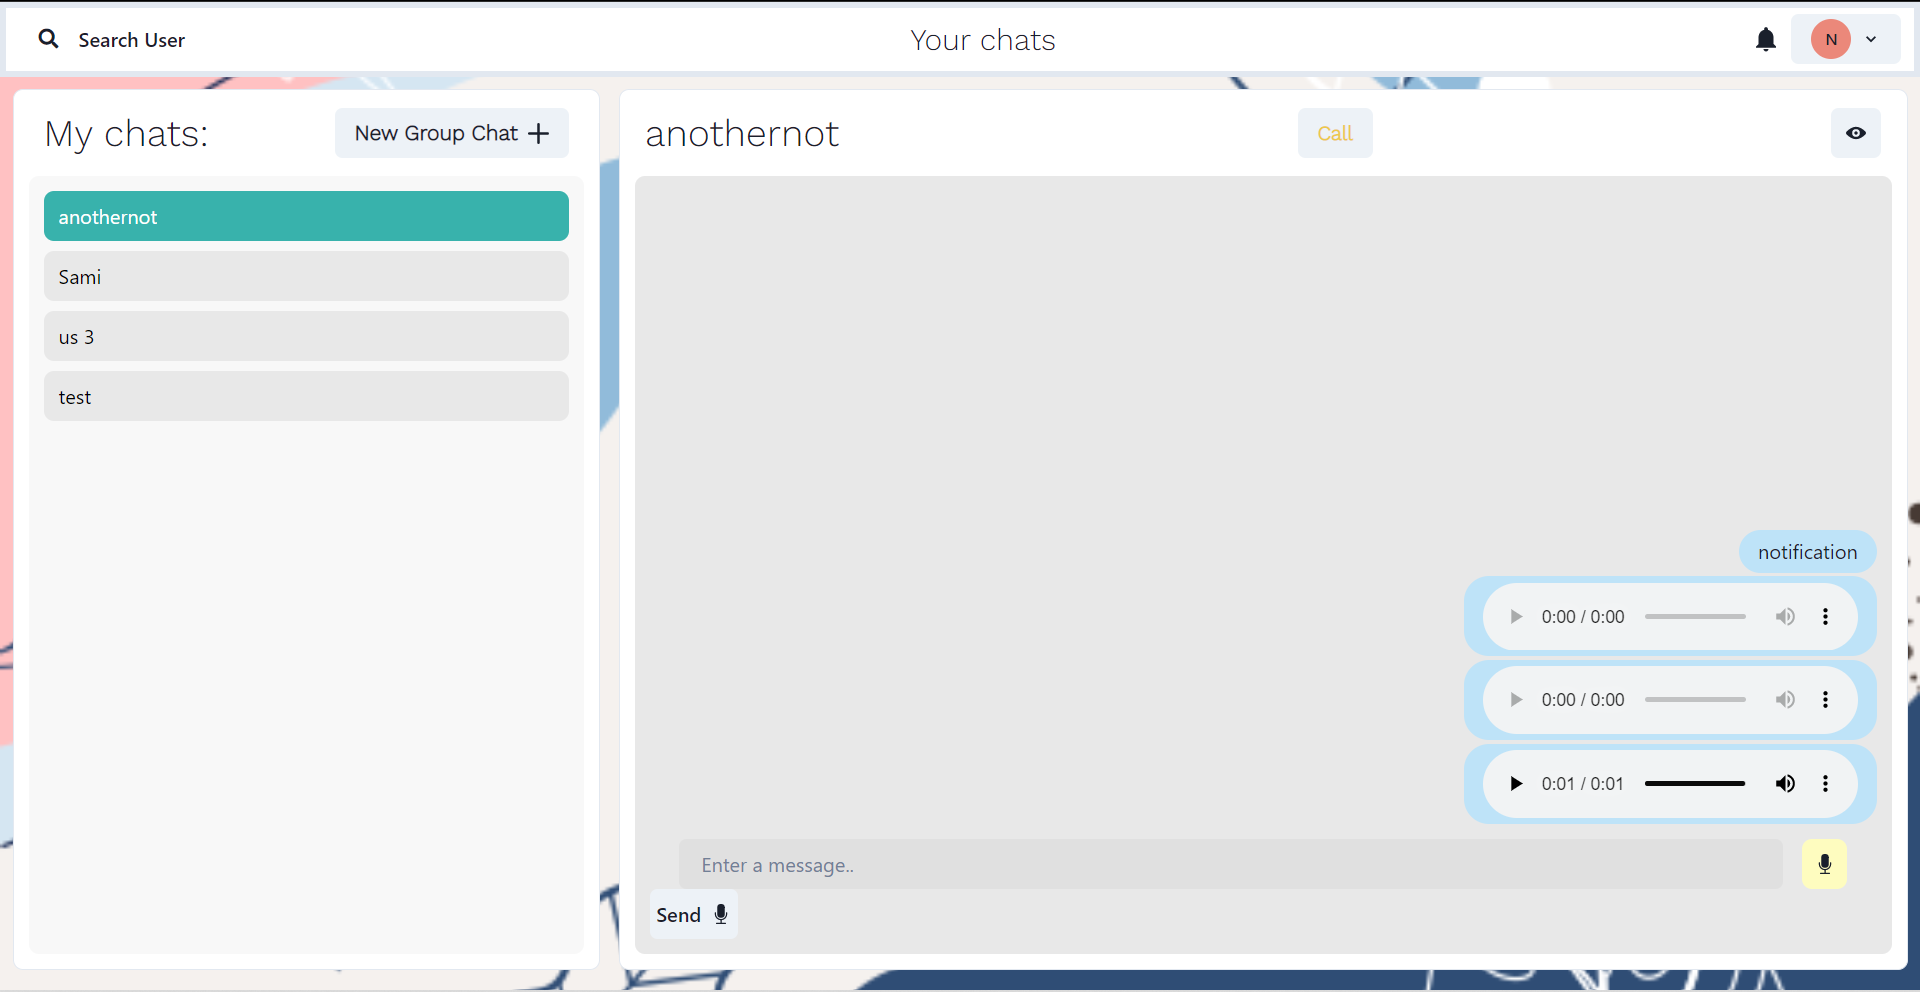 Search User
Your chats
N
My chats:
New Group Chat
anothernot
Sami
us 3
test
anothernot
Call
notification
0:00 / 0:00
0:00 / 0:00
0:01 / 0:01
Enter a message..
Send